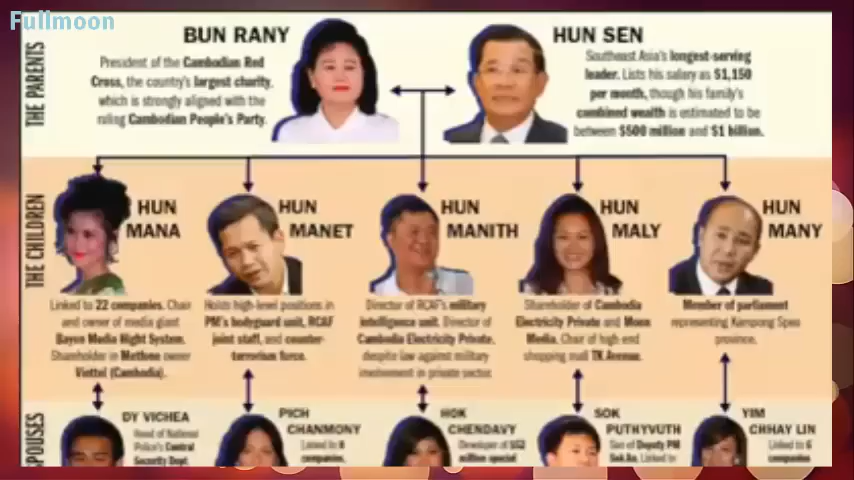 Fullmoon
THE PARENTS
BUN RANY
President of the Cambodian Red
Cross, the country's largest charity,
which is strongly aligned with the
ruling Cambodian People's Party.
HUN SEN
Southeast Asia's longest-serving
leader. Lists his salary as $1,150
per month, though his family's
combined wealth is estimated to be
between $500 million and $1 billion.
THE CHILDREN
HUN
MANA
Linked to 22 companies. Chair
and owner of media giant
Bayon Media Hight System.
Shareholder in Metfone owner
Viettel (Cambodia).
HUN
MANET
Holds high-level positions in
PM's bodyguard unit, RCAF
joint staff, and counter-
terrorism force.
HUN
MANITH
Director of RCAF's military
intelligence unit. Director of
Cambodia Electricity Private,
despite law against military
involvement in private sector.
HUN
MALY
Shareholder of Cambodia
Electricity Private and Moon
Media. Chair of high end
shopping mall TK Avenue.
HUN
MANY
Member of parliament
representing Kampong Speu
province.
SPOUSES
DY VICHEA
Head of National
Police's Central
Security Dept.
PICH
CHANMONY
Linked to 8
companies.
HOK
CHENDAVY
Developer of
million special
SOK
PUTHYVUTH
Son of Deputy PM
Sok An. Linked to
YIM
CHHAY LIN
Linked to 6
companies